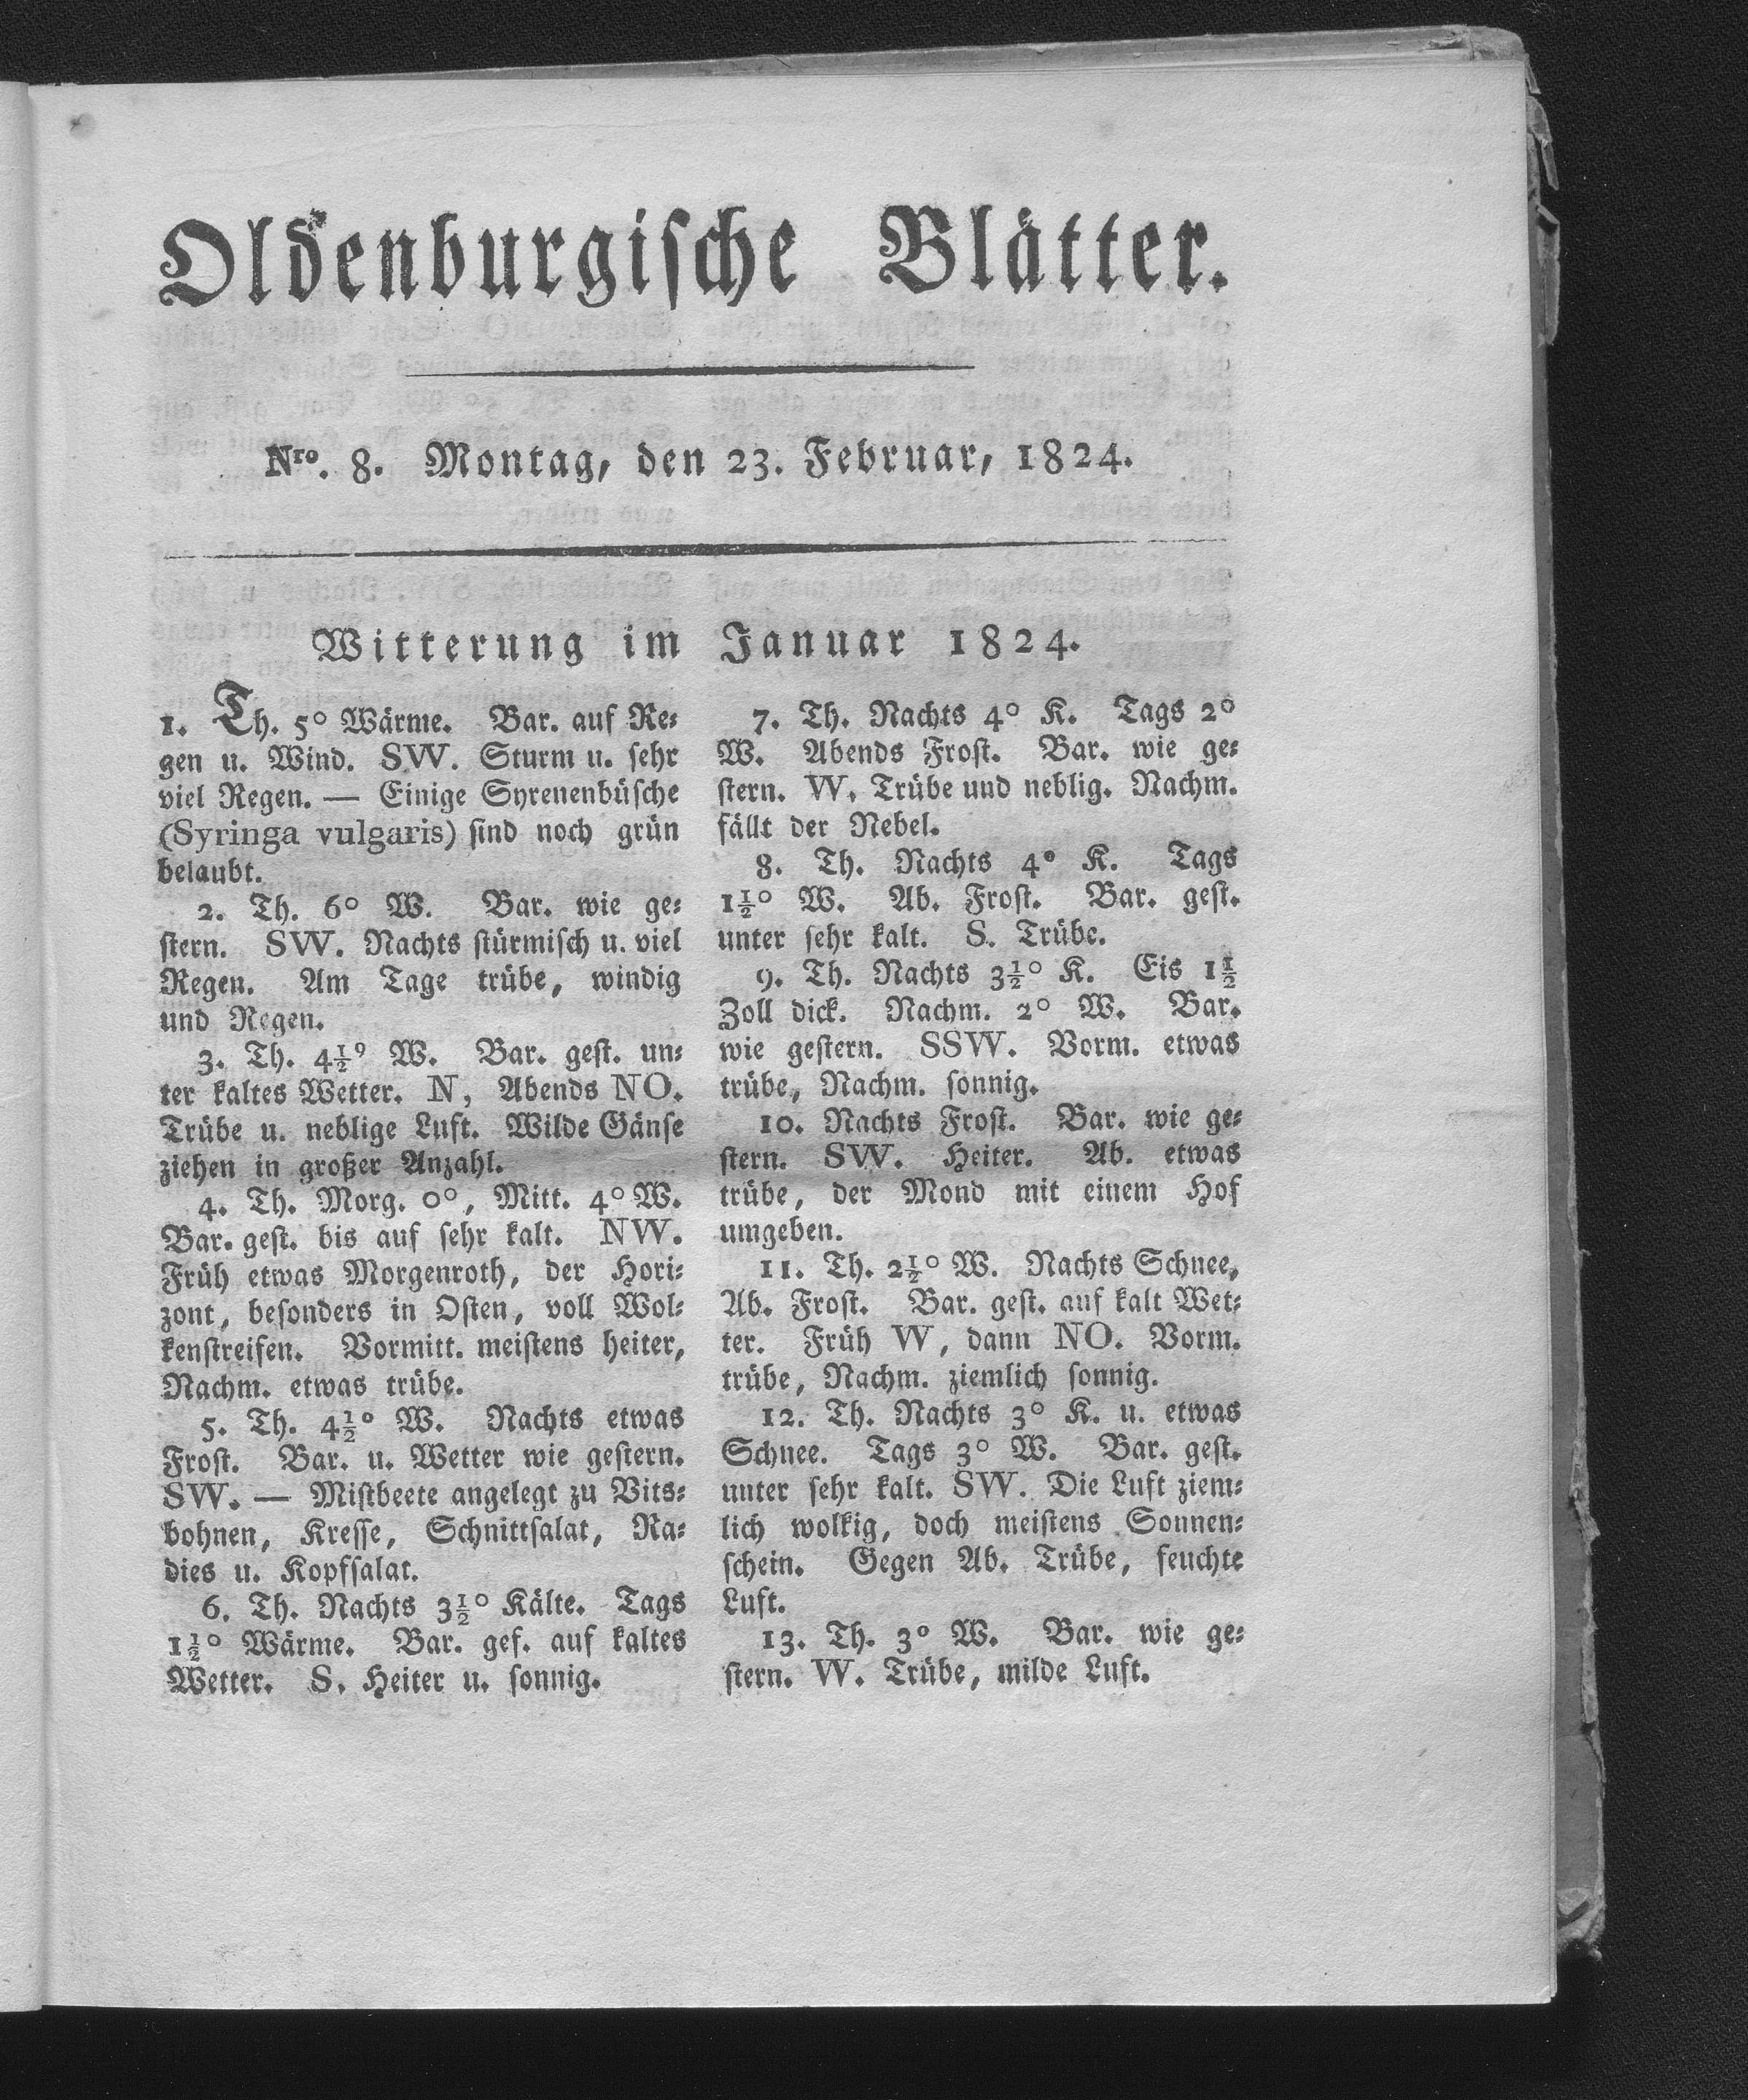 Oldenburgische Blätter.
Nro. 8. Montag, den 23. Februar, 1824.
Witterung im Januar 1824.
1. Th. 5° Wärme. Bar. auf Re-
gen u. Wind. SW. Sturm u. sehr
viel Regen. — Einige Syrenenbüsche
(Syringa vulgaris) sind noch grün
belaubt.
2. Th. 6° W. Bar. wie ge-
stern. SW. Nachts stürmisch u. viel
Regen. Am Tage trübe, windig
und Regen.
3. Th. 4½° W. Bar. gest. un-
ter kaltes Wetter. N, Abends NO.
Trübe u. neblige Luft. Wilde Gänse
ziehen in großer Anzahl.
4. Th. Morg. 0°, Mitt. 4° W.
Bar. gest. bis auf sehr kalt. NW.
Früh etwas Morgenroth, der Hori-
zont, besonders in Osten, voll Wol-
kenstreifen. Vormitt. meistens heiter,
Nachm. etwas trübe.
5. Th. 4½° W. Nachts etwas
Frost. Bar. u. Wetter wie gestern.
SW. — Mistbeete angelegt zu Vits-
bohnen, Kresse, Schnittsalat, Ra-
dies u. Kopfsalat.
6. Th. Nachts 3½° Kälte. Tags
1½° Wärme. Bar. gef. auf kaltes
Wetter. S. Heiter u. sonnig.
7. Th. Nachts 4° K. Tags 2°
W. Abends Frost. Bar. wie ge-
stern. W. Trübe und neblig. Nachm.
fällt der Nebel.
8. Th. Nachts 4° K. Tags
1½° W. Ab. Frost. Bar. gest.
unter sehr kalt. S. Trübe.
9. Th. Nachts 3½° K. Eis 1½
Zoll dick. Nachm. 2° W. Bar.
wie gestern. SSW. Vorm. etwas
trübe, Nachm. sonnig.
10. Nachts Frost. Bar. wie ge-
stern. SW. Heiter. Ab. etwas
trübe, der Mond mit einem Hof
umgeben.
11. Th. 2½° W. Nachts Schnee,
Ab. Frost. Bar. gest. auf kalt Wet-
ter. Früh W, dann NO. Vorm.
trübe, Nachm. ziemlich sonnig.
12. Th. Nachts 3° K. u. etwas
Schnee. Tags 3° W. Bar. gest.
unter sehr kalt. SW. Die Luft ziem-
lich wolkig, doch meistens Sonnen-
schein. Gegen Ab. Trübe, feuchte
Luft.
13. Th. 3° W. Bar. wie ge-
stern. W. Trübe, milde Luft.